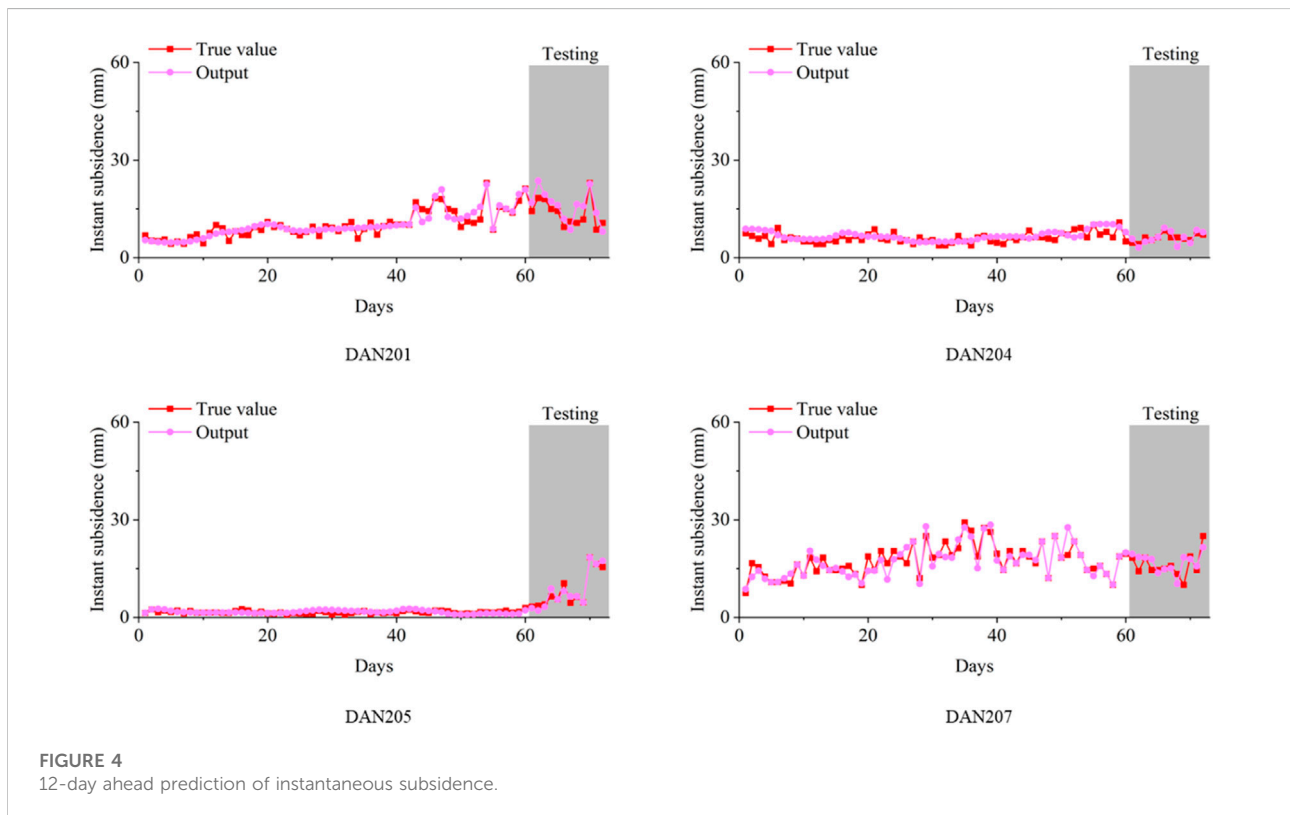 True value
Output
Testing
60
30
0
Instant subsidence (mm)
0
20
40
60
Days
DAN201
True value
Output
Testing
60
30
0
Instant subsidence (mm)
0
20
40
60
Days
DAN204
True value
Output
Testing
60
30
0
Instant subsidence (mm)
0
20
40
60
Days
DAN205
True value
Output
Testing
60
30
0
Instant subsidence (mm)
0
20
40
60
Days
DAN207
FIGURE 4
12-day ahead prediction of instantaneous subsidence.